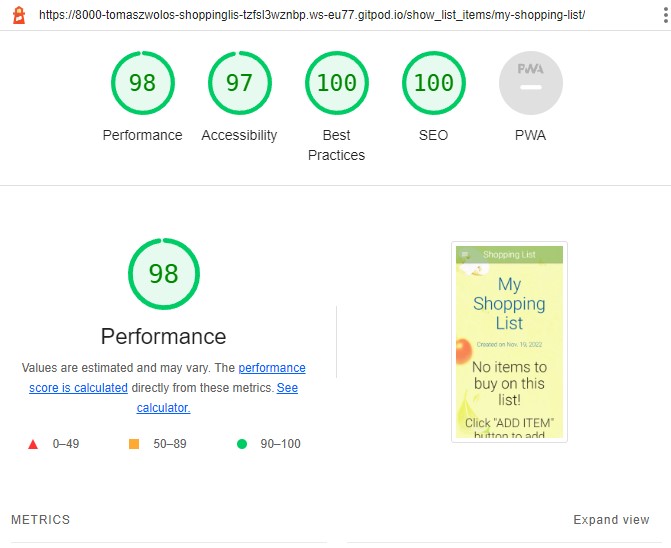 https://8000-tomaszwolos-shoppinglis-tzfsl3wznbp.ws-eu77.gitpod.io/show_list_items/my-shopping-list/
98 97 100 100 PWA
Performance Accessibility Best Practices SEO PWA
98
Performance
Values are estimated and may vary. The performance
score is calculated directly from these metrics. See
calculator.
0–49 50–89 90–100
Shopping List
My
Shopping
List
Created on Nov. 19, 2022
No items to
buy on this
list!
Click "ADD ITEM"
button to add
METRICS Expand view